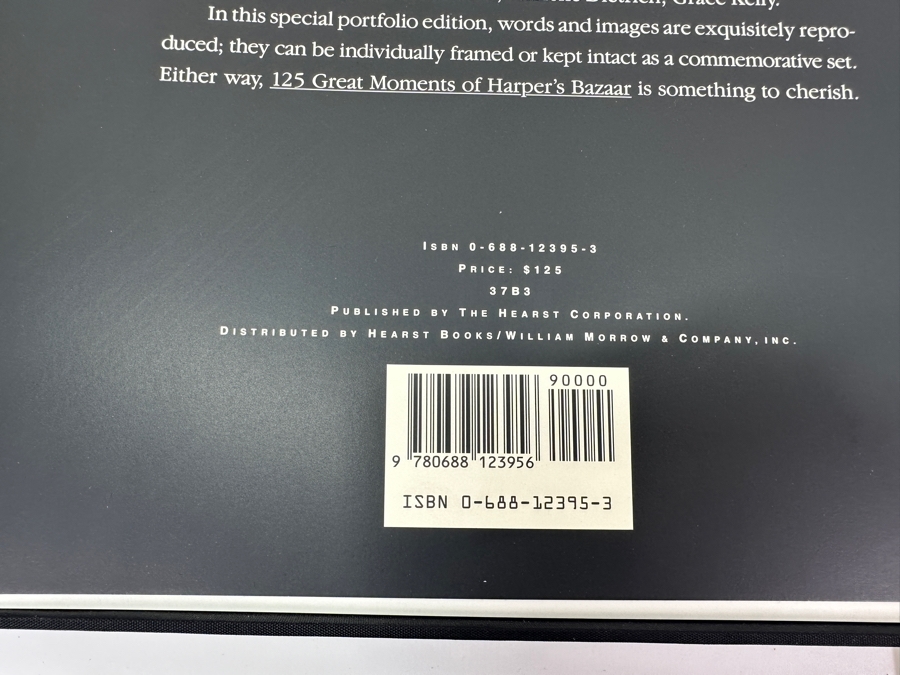 Grace Kelly.
In this special portfolio edition, words and images are exquisitely repro-
duced; they can be individually framed or kept intact as a commemorative set.
Either way, 125 Great Moments of Harper's Bazaar is something to cherish.
ISBN 0-688-12395-3
PRICE: $125
37B3
PUBLISHED BY THE HEARST CORPORATION.
DISTRIBUTED BY HEARST BOOKS/WILLIAM MORROW & COMPANY, INC.
90000
9 780688 123956
ISBN 0-688-12395-3